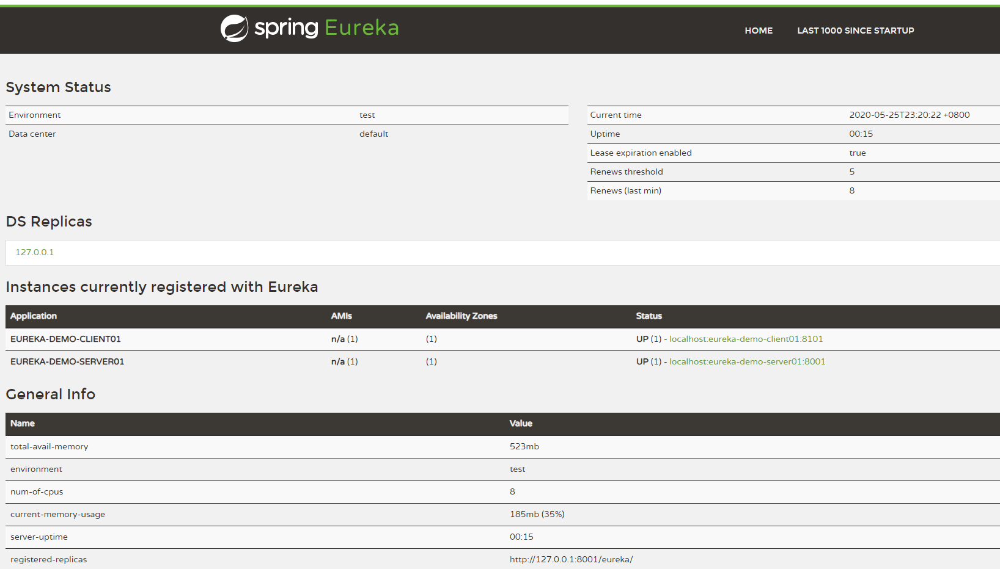 spring Eureka
HOME LAST 1000 SINCE STARTUP
System Status
Environment test
Data center default
Current time 2020-05-25T23:20:22 +0800
Uptime 00:15
Lease expiration enabled true
Renews threshold 5
Renews (last min) 8
DS Replicas
127.0.0.1
Instances currently registered with Eureka
Application AMIs Availability Zones Status
EUREKA-DEMO-CLIENT01 n/a (1) (1) UP (1) - localhost:eureka-demo-client01:8101
EUREKA-DEMO-SERVER01 n/a (1) (1) UP (1) - localhost:eureka-demo-server01:8001
General Info
Name Value
total-avail-memory 523mb
environment test
num-of-cpus 8
current-memory-usage 185mb (35%)
server-uptime 00:15
registered-replicas http://127.0.0.1:8001/eureka/